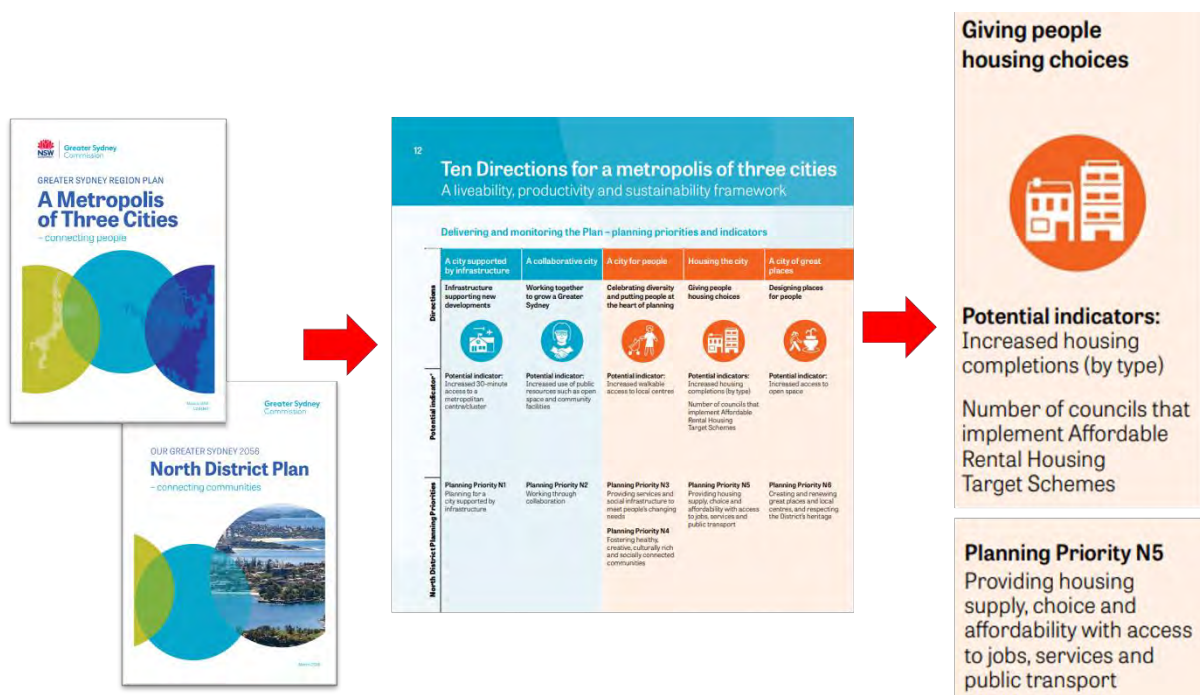 NSW
Greater Sydney
Commission
GREATER SYDNEY REGION PLAN
A Metropolis
of Three Cities
– connecting people
Greater Sydney
Commission
OUR GREATER SYDNEY 2056
North District Plan
– connecting communities
12
Ten Directions for a metropolis of three cities
A liveability, productivity and sustainability framework
Delivering and monitoring the Plan – planning priorities and indicators
Directions
A city supported
by infrastructure
Infrastructure
supporting new
developments
A collaborative city
Working together
to grow a Greater
Sydney
A city for people
Celebrating diversity
and putting people at
the heart of planning
Housing the city
Giving people
housing choices
A city of great
places
Designing places
for people
Potential indicator*
Potential indicator:
Increased 30-minute
access to a
metropolitan
centre/cluster
Potential indicator:
Increased use of public
resources such as open
space and community
facilities
Potential indicator:
Increased walkable
access to local centres
Potential indicators:
Increased housing
completions (by type)
Number of councils that
implement Affordable
Rental Housing
Target Schemes
Potential indicator:
Increased access to
open space
North District Planning Priorities
Planning Priority N1
Planning for a
city supported by
infrastructure
Planning Priority N2
Working through
collaboration
Planning Priority N3
Providing services and
social infrastructure to
meet people's changing
needs
Planning Priority N4
Fostering healthy,
creative, culturally rich
and socially connected
communities
Planning Priority N5
Providing housing
supply, choice and
affordability with access
to jobs, services and
public transport
Planning Priority N6
Creating and renewing
great places and local
centres, and respecting
the District's heritage
Giving people
housing choices
Potential indicators:
Increased housing
completions (by type)
Number of councils that
implement Affordable
Rental Housing
Target Schemes
Planning Priority N5
Providing housing
supply, choice and
affordability with access
to jobs, services and
public transport